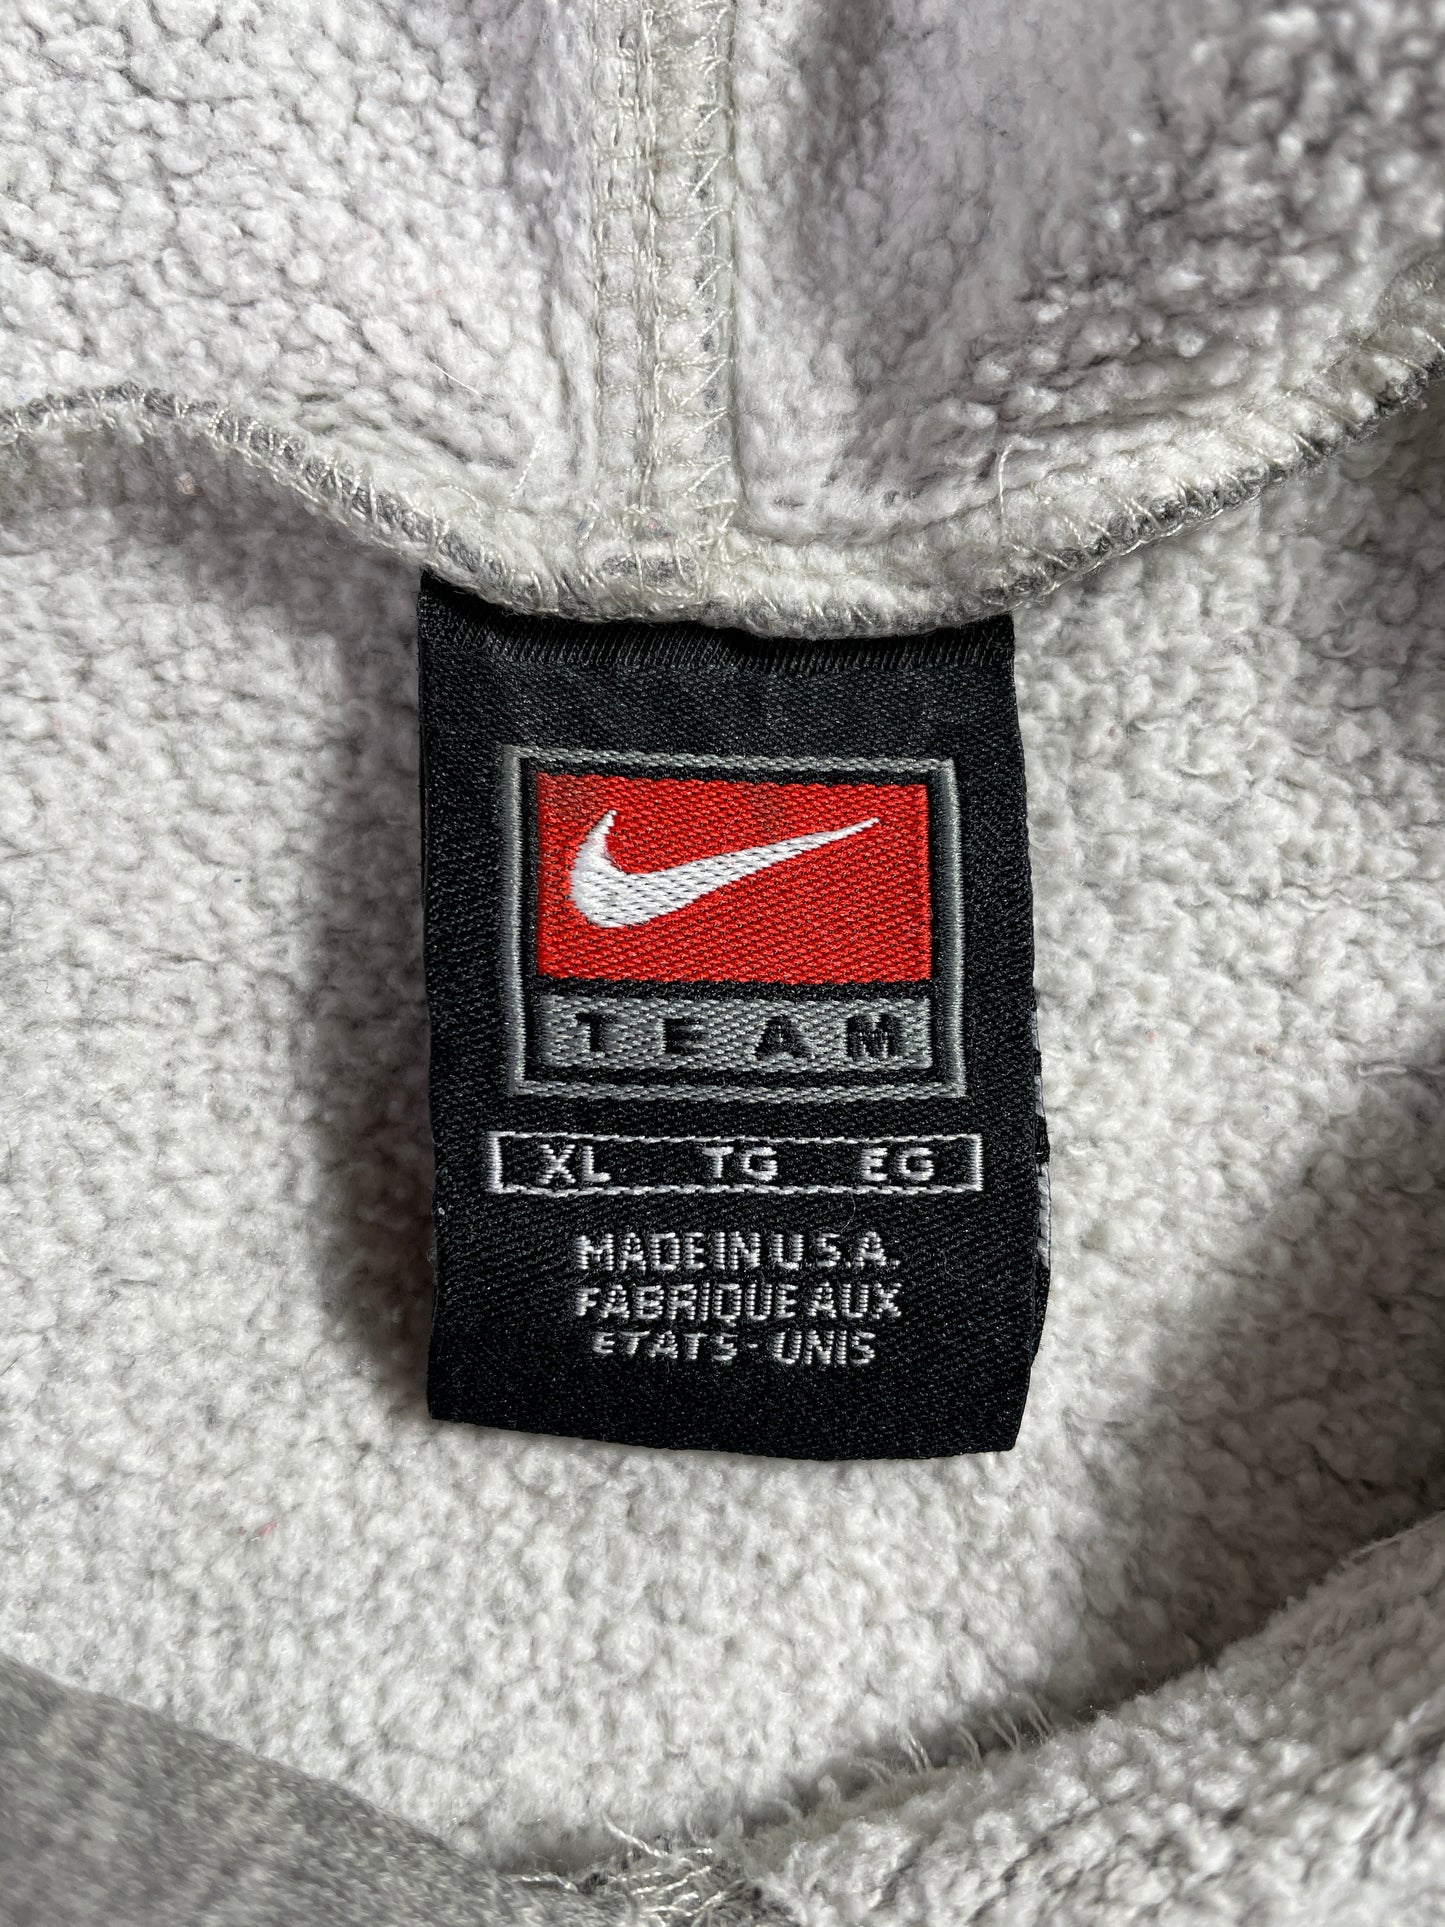 TEAM
XL TG EG
MADE IN U.S.A.
FABRIQUE AUX
ETATS-UNIS